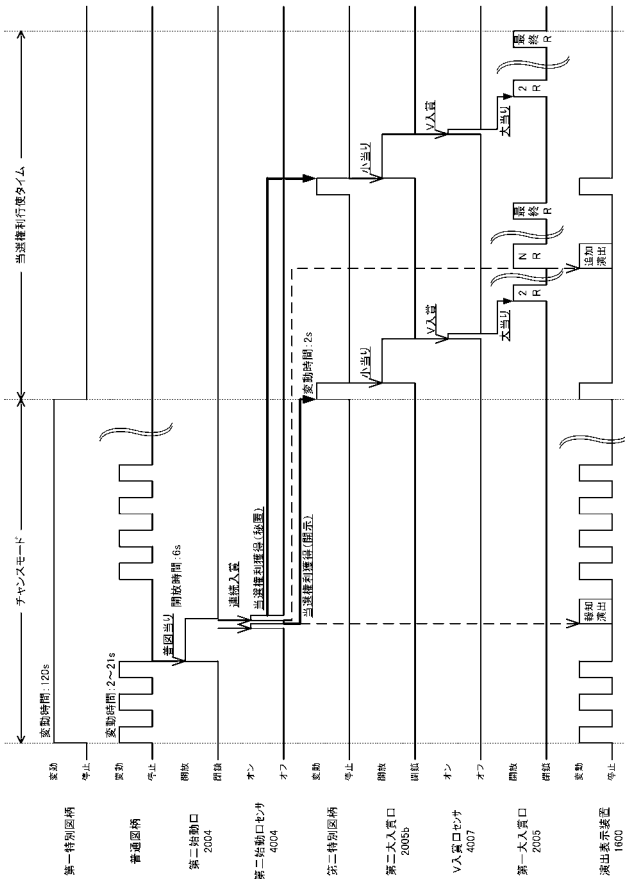 チャンスモード
当選権利行使タイム
第一特別図柄
変動
停止
変動時間:120s
普通図柄
変動
停止
変動時間:2～21s
普図当り
第二始動口
2004
開放
閉鎖
開放時間:6s
連続入賞
第二始動口センサ
4004
オン
オフ
当選権利獲得(秘匿)
当選権利獲得(開示)
第二特別図柄
変動
停止
変動時間:2s
小当り
小当り
第二大入賞口
2005b
開放
閉鎖
V入賞
V入賞
V入賞口センサ
4007
オン
オフ
大当り
大当り
第一大入賞口
2005
開放
閉鎖
2R
NR
最終R
2R
最終R
演出表示装置
1600
変動
停止
報知演出
追加演出